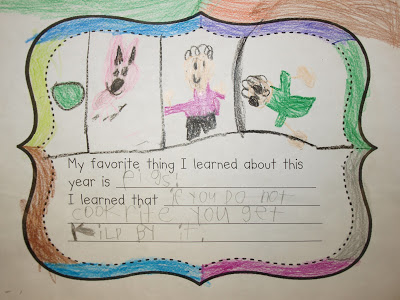 My favorite thing I learned about this
year is pigs!
I learned that if you Do not
cook rite you get
kild By it.